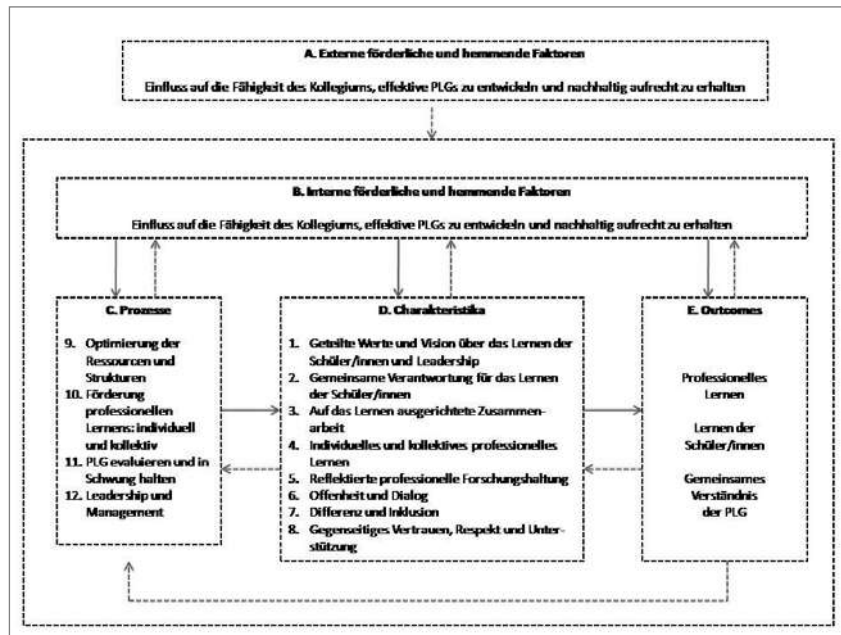 A. Externe förderliche und hemmende Faktoren
Einfluss auf die Fähigkeit des Kollegiums, effektive PLGs zu entwickeln und nachhaltig aufrecht zu erhalten
B. Interne förderliche und hemmende Faktoren
Einfluss auf die Fähigkeit des Kollegiums, effektive PLGs zu entwickeln und nachhaltig aufrecht zu erhalten
C. Prozesse
9. Optimierung der
Ressourcen und
Strukturen
10. Förderung
professionellen
Lernens: individuell
und kollektiv
11. PLG evaluieren und in
Schwung halten
12. Leadership und
Management
D. Charakteristika
1. Geteilte Werte und Vision über das Lernen der
Schüler/innen und Leadership
2. Gemeinsame Verantwortung für das Lernen
der Schüler/innen
3. Auf das Lernen ausgerichtete Zusammen-
arbeit
4. Individuelles und kollektives professionelles
Lernen
5. Reflektierte professionelle Forschungshaltung
6. Offenheit und Dialog
7. Differenz und Inklusion
8. Gegenseitiges Vertrauen, Respekt und Unter-
stützung
E. Outcomes
Professionelles
Lernen
Lernen der
Schüler/innen
Gemeinsames
Verständnis
der PLG